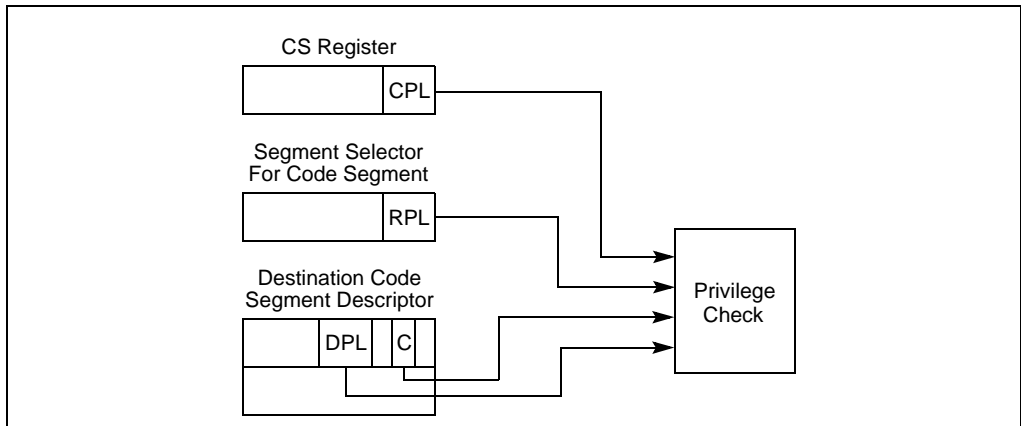 CS Register
CPL
Segment Selector
For Code Segment
RPL
Destination Code
Segment Descriptor
DPL
C
Privilege
Check